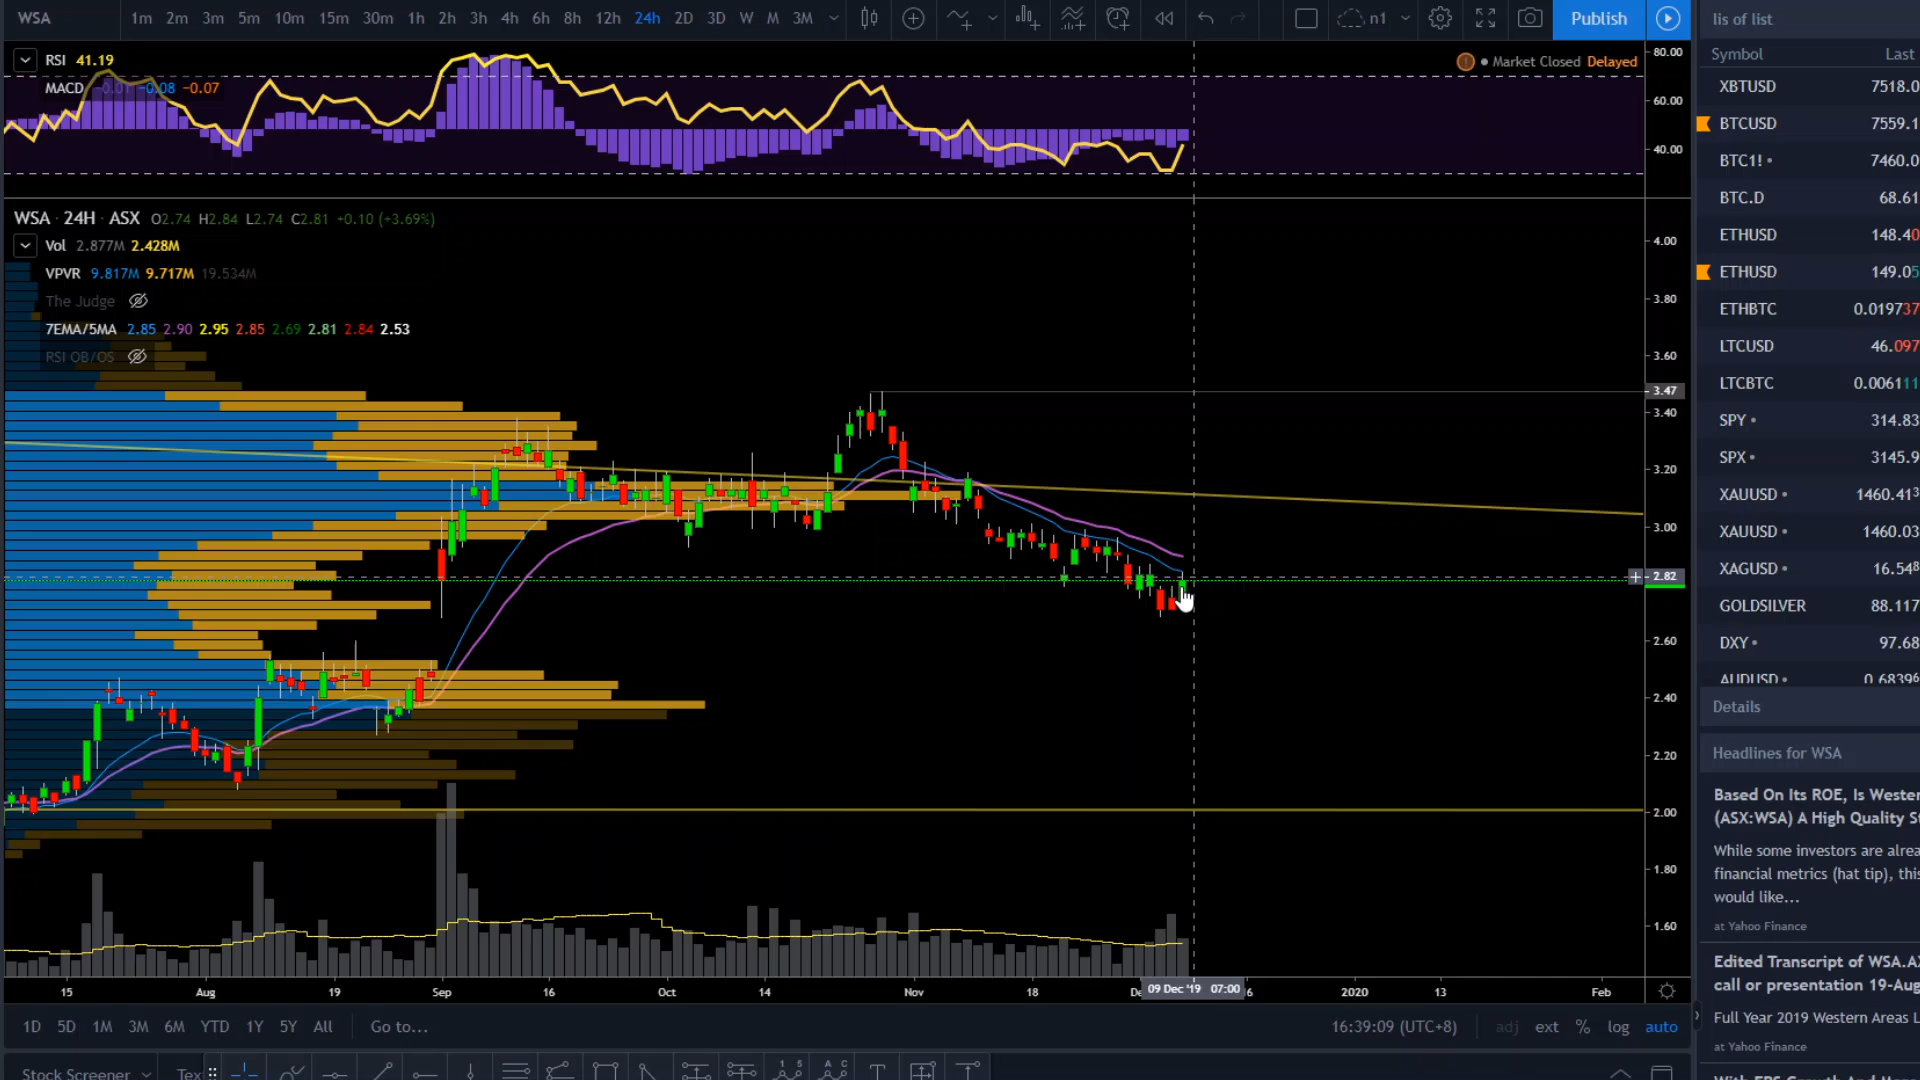 WSA 1m 2m 3m 5m 10m 15m 30m 1h 2h 3h 4h 6h 8h 12h 24h 2D 3D W M 3M n1 Publish lis of list
Symbol Last
RSI 41.19
MACD -0.08 -0.07
Market Closed Delayed
80.00
60.00
40.00
WSA · 24H · ASX O2.74 H2.84 L2.74 C2.81 +0.10 (+3.69%)
Vol 2.877M 2.428M
VPVR 9.817M 9.717M 19.534M
The Judge
7EMA/5MA 2.85 2.90 2.95 2.85 2.69 2.81 2.84 2.53
RSI OB/OS
4.00
3.80
3.60
3.47
3.40
3.20
3.00
2.82
2.60
2.40
2.20
2.00
1.80
1.60
XBTUSD 7518.0
BTCUSD 7559.1
BTC1! 7460.0
BTC.D 68.61
ETHUSD 148.40
ETHUSD 149.05
ETHBTC 0.019737
LTCUSD 46.097
LTCBTC 0.006111
SPY 314.83
SPX 3145.9
XAUUSD 1460.413
XAUUSD 1460.03
XAGUSD 16.548
GOLDSILVER 88.117
DXY 97.68
AUDUSD 0.68396
Details
Headlines for WSA
Based On Its ROE, Is Wester
(ASX:WSA) A High Quality St
While some investors are alrea
financial metrics (hat tip), this
would like...
at Yahoo Finance
Edited Transcript of WSA.AX
call or presentation 19-Aug
Full Year 2019 Western Areas L
at Yahoo Finance
15 Aug 19 Sep 16 Oct 14 Nov 18 De 09 Dec '19 07:00 6 2020 13 Feb
1D 5D 1M 3M 6M YTD 1Y 5Y All Go to... 16:39:09 (UTC+8) adj ext % log auto
Stock Screener Tex